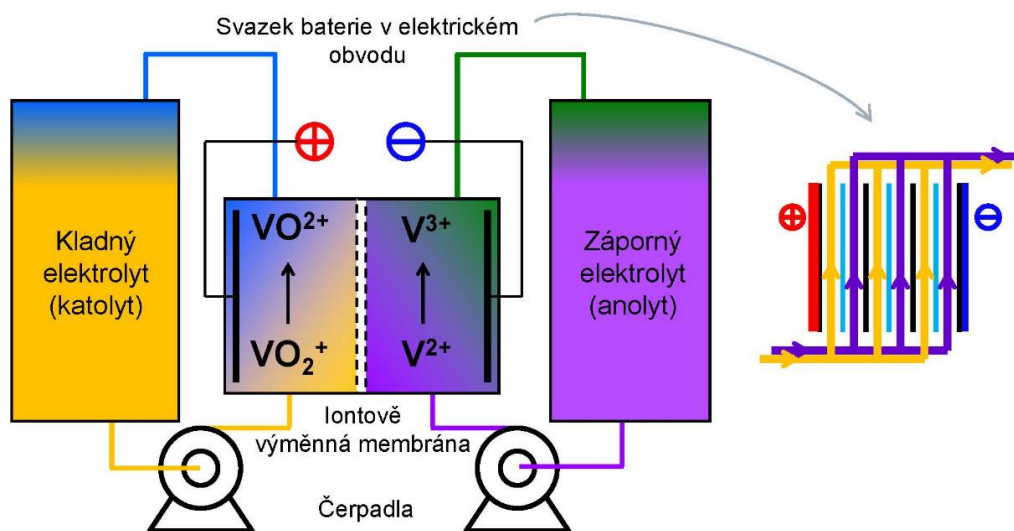 Svazek baterie v elektrickém
obvodu
Kladný
elektrolyt
(katolyt)
VO²⁺
VO₂⁺
V³⁺
V²⁺
Záporný
elektrolyt
(anolyt)
Iontově
výměnná membrána
Čerpadla